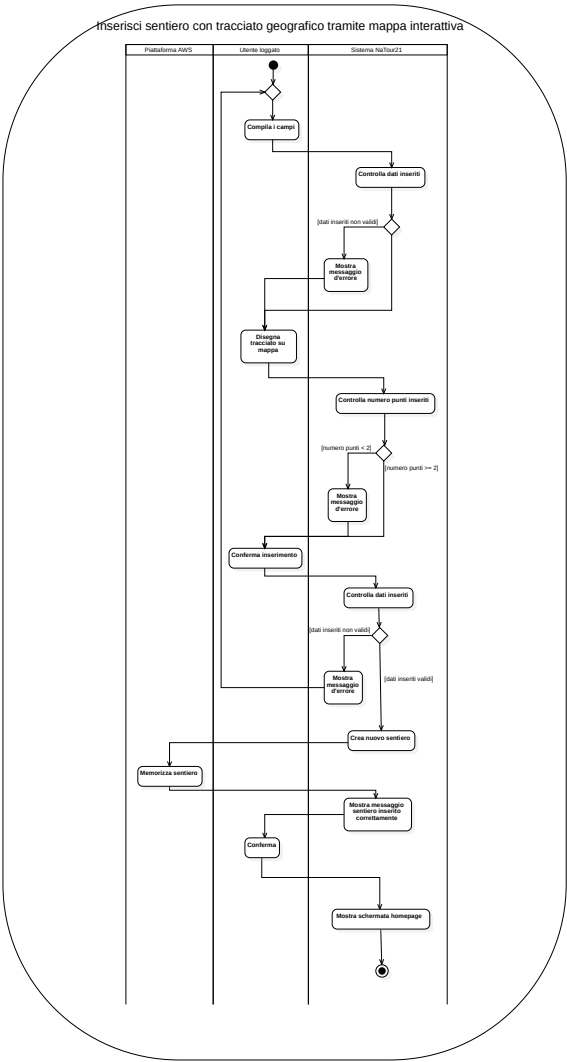 Inserisci sentiero con tracciato geografico tramite mappa interattiva
Piattaforma AWS
Utente loggato
Sistema NaTour21
Compila i campi
Controlla dati inseriti
[dati inseriti non validi]
Mostra
messaggio
d'errore
Disegna
tracciato su
mappa
Controlla numero punti inseriti
[numero punti < 2]
[numero punti >= 2]
Mostra
messaggio
d'errore
Conferma inserimento
Controlla dati inseriti
[dati inseriti non validi]
Mostra
messaggio
d'errore
[dati inseriti validi]
Crea nuovo sentiero
Memorizza sentiero
Mostra messaggio
sentiero inserito
correttamente
Conferma
Mostra schermata homepage